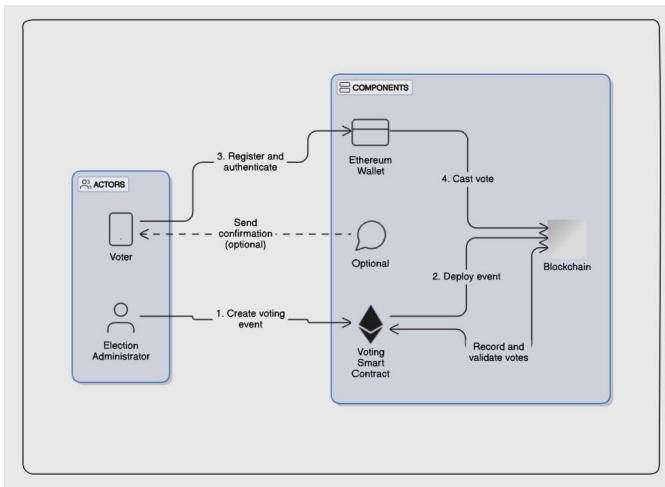 COMPONENTS
3. Register and
authenticate
Ethereum
Wallet
4. Cast vote
ACTORS
Voter
Send
confirmation
(optional)
Optional
Blockchain
2. Deploy event
1. Create voting
event
Election
Administrator
Voting
Smart
Contract
Record and
validate votes